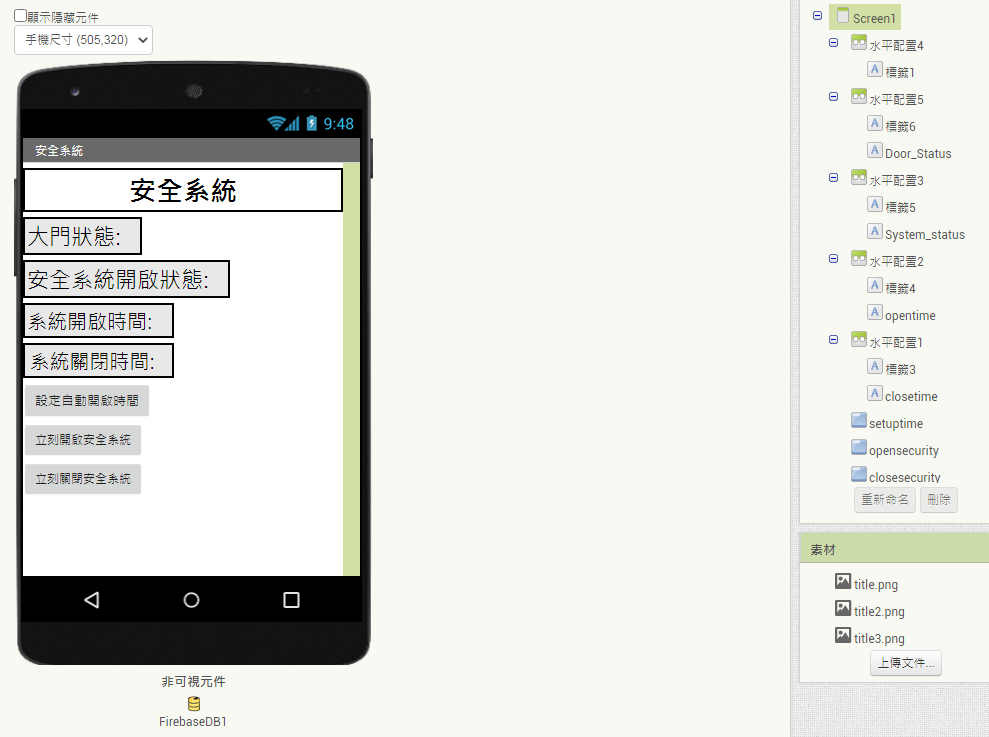 顯示隱藏元件
手機尺寸 (505,320)
9:48
安全系統
安全系統
大門狀態:
安全系統開啟狀態:
系統開啟時間:
系統關閉時間:
設定自動開啟時間
立刻開啟安全系統
立刻關閉安全系統
非可視元件
FirebaseDB1
Screen1
水平配置4
標籤1
水平配置5
標籤6
Door_Status
水平配置3
標籤5
System_status
水平配置2
標籤4
opentime
水平配置1
標籤3
closetime
setuptime
opensecurity
closesecurity
重新命名
刪除
素材
title.png
title2.png
title3.png
上傳文件...